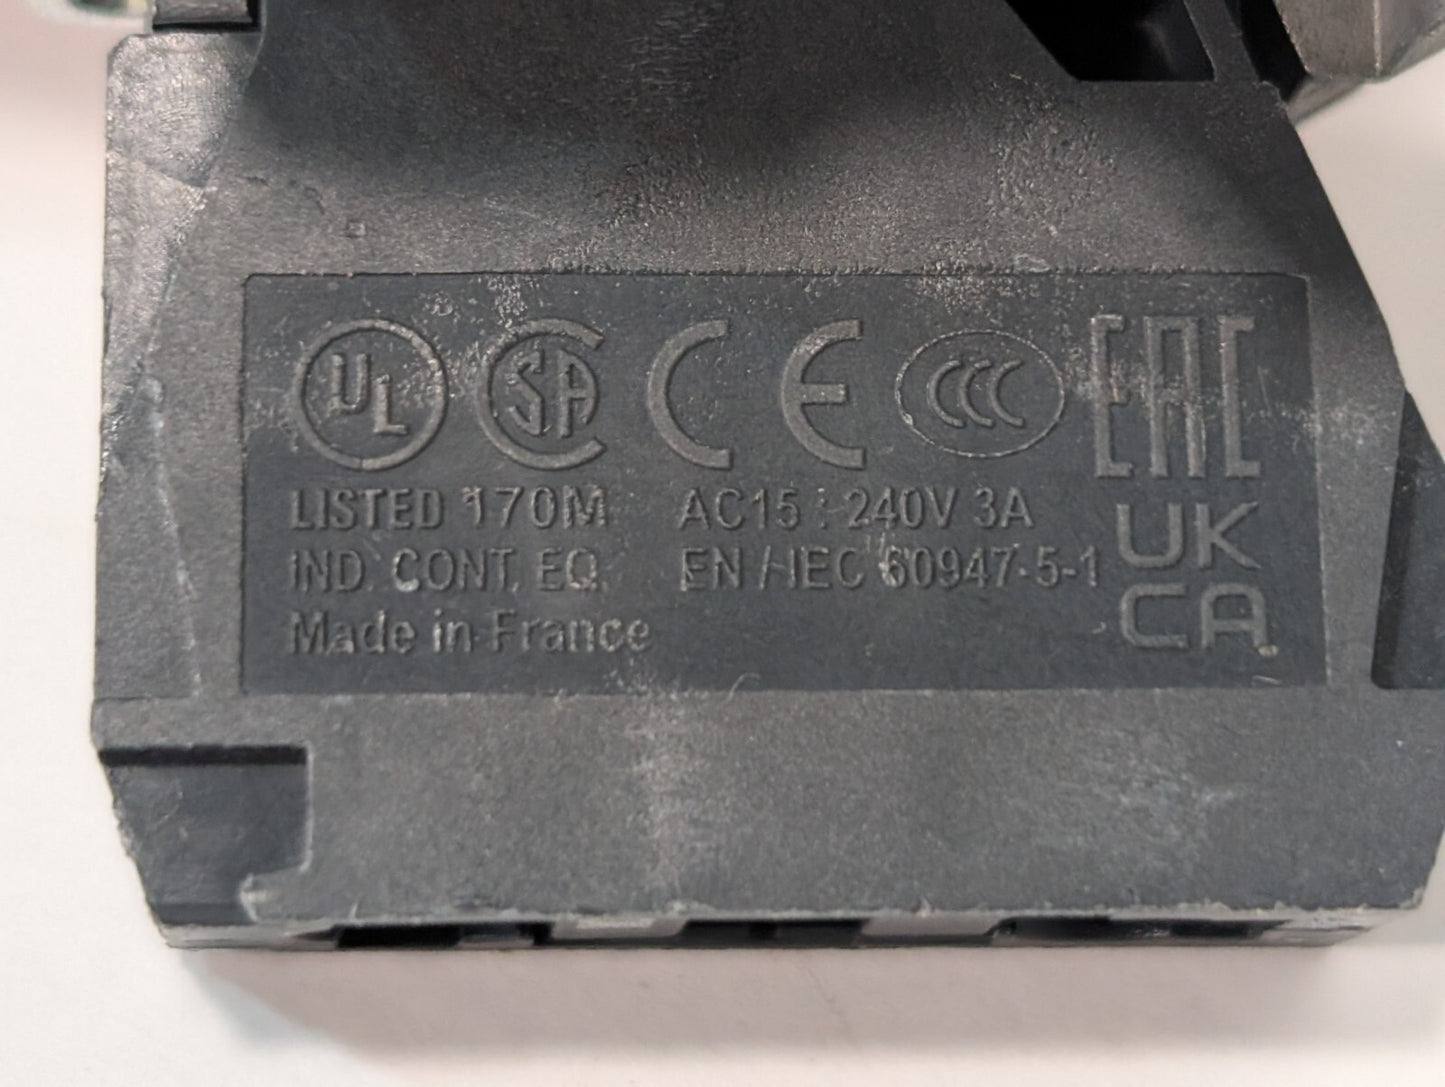 UL SA CE CCC EAC
LISTED 170M AC15 : 240V 3A
IND. CONT. EQ. EN / IEC 60947-5-1
Made in France
UK
CA